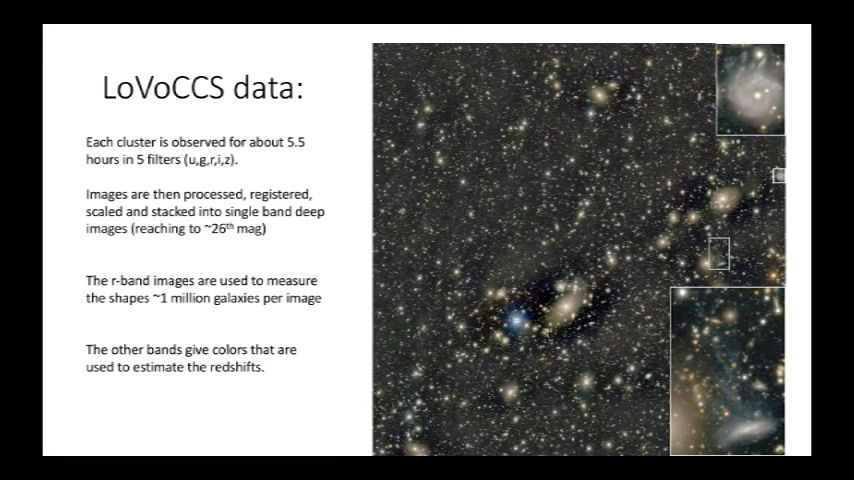 LoVoCCS data:
Each cluster is observed for about 5.5
hours in 5 filters (u,g,r,i,z).
Images are then processed, registered,
scaled and stacked into single band deep
images (reaching to ~26th mag)
The r-band images are used to measure
the shapes ~1 million galaxies per image
The other bands give colors that are
used to estimate the redshifts.